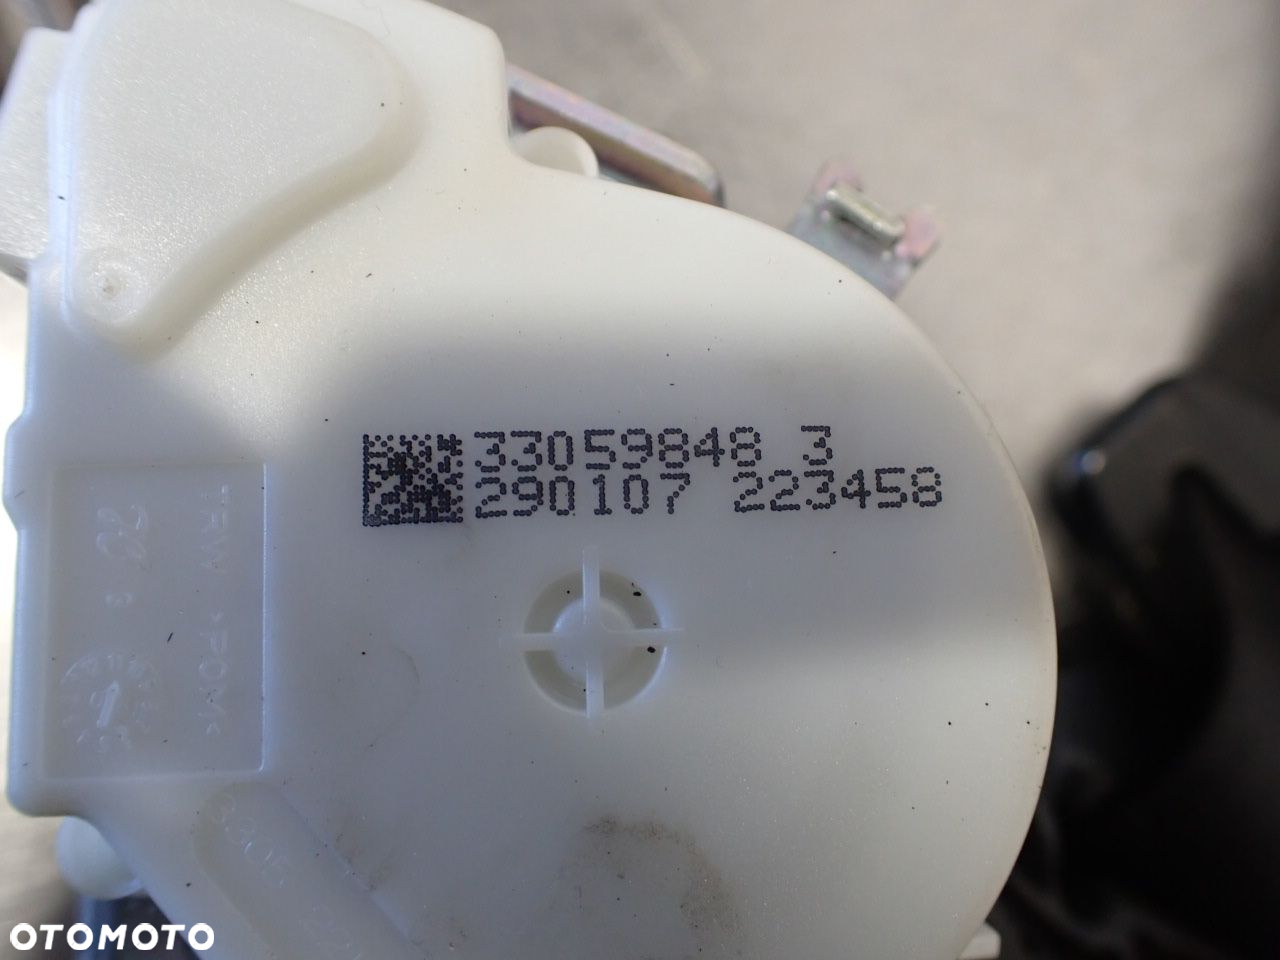 33059848 3
290107 223458
TRW >POM<
OTOMOTO